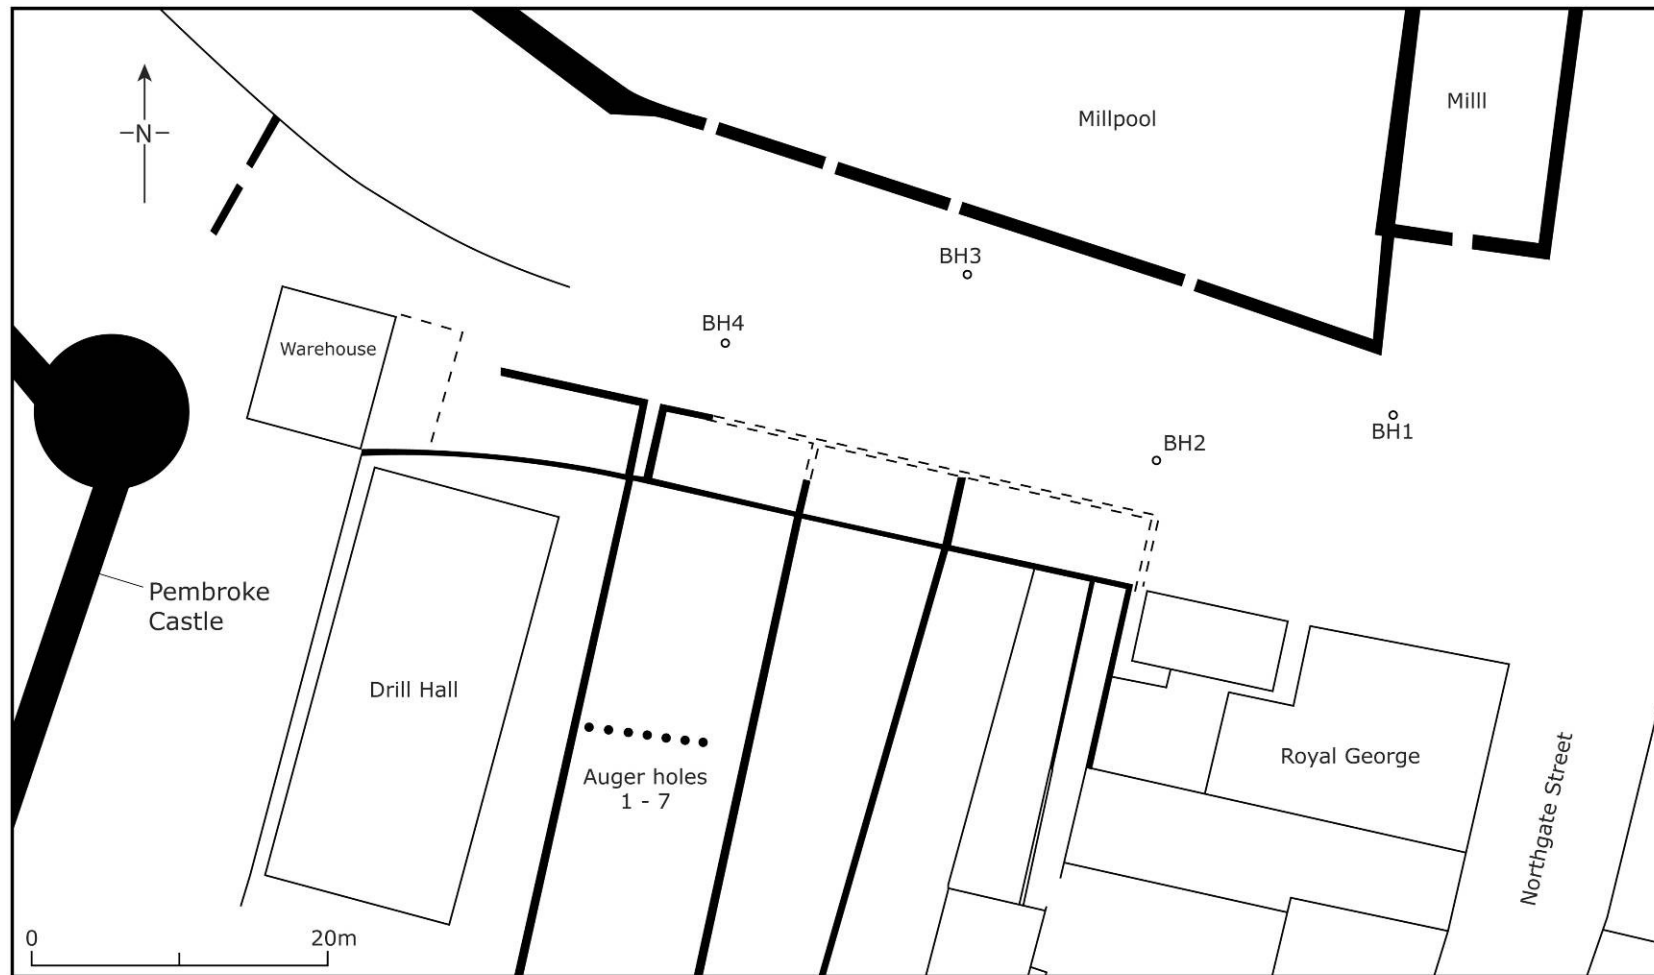 Millpool
Milll
-N-
BH3
BH4
Warehouse
BH1
BH2
Pembroke
Castle
Drill Hall
Auger holes
1 - 7
Royal George
Northgate Street
0 20m